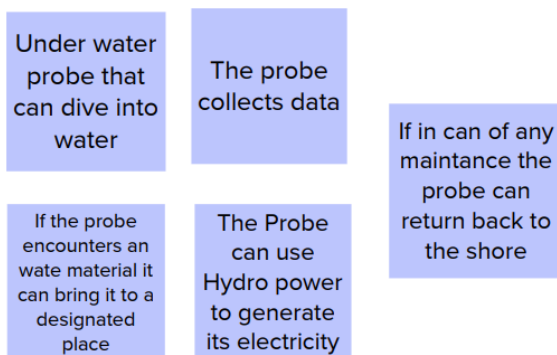 Under water
probe that
can dive into
water
The probe
collects data
If in can of any
maintance the
probe can
return back to
the shore
If the probe
encounters an
wate material it
can bring it to a
designated
place
The Probe
can use
Hydro power
to generate
its electricity